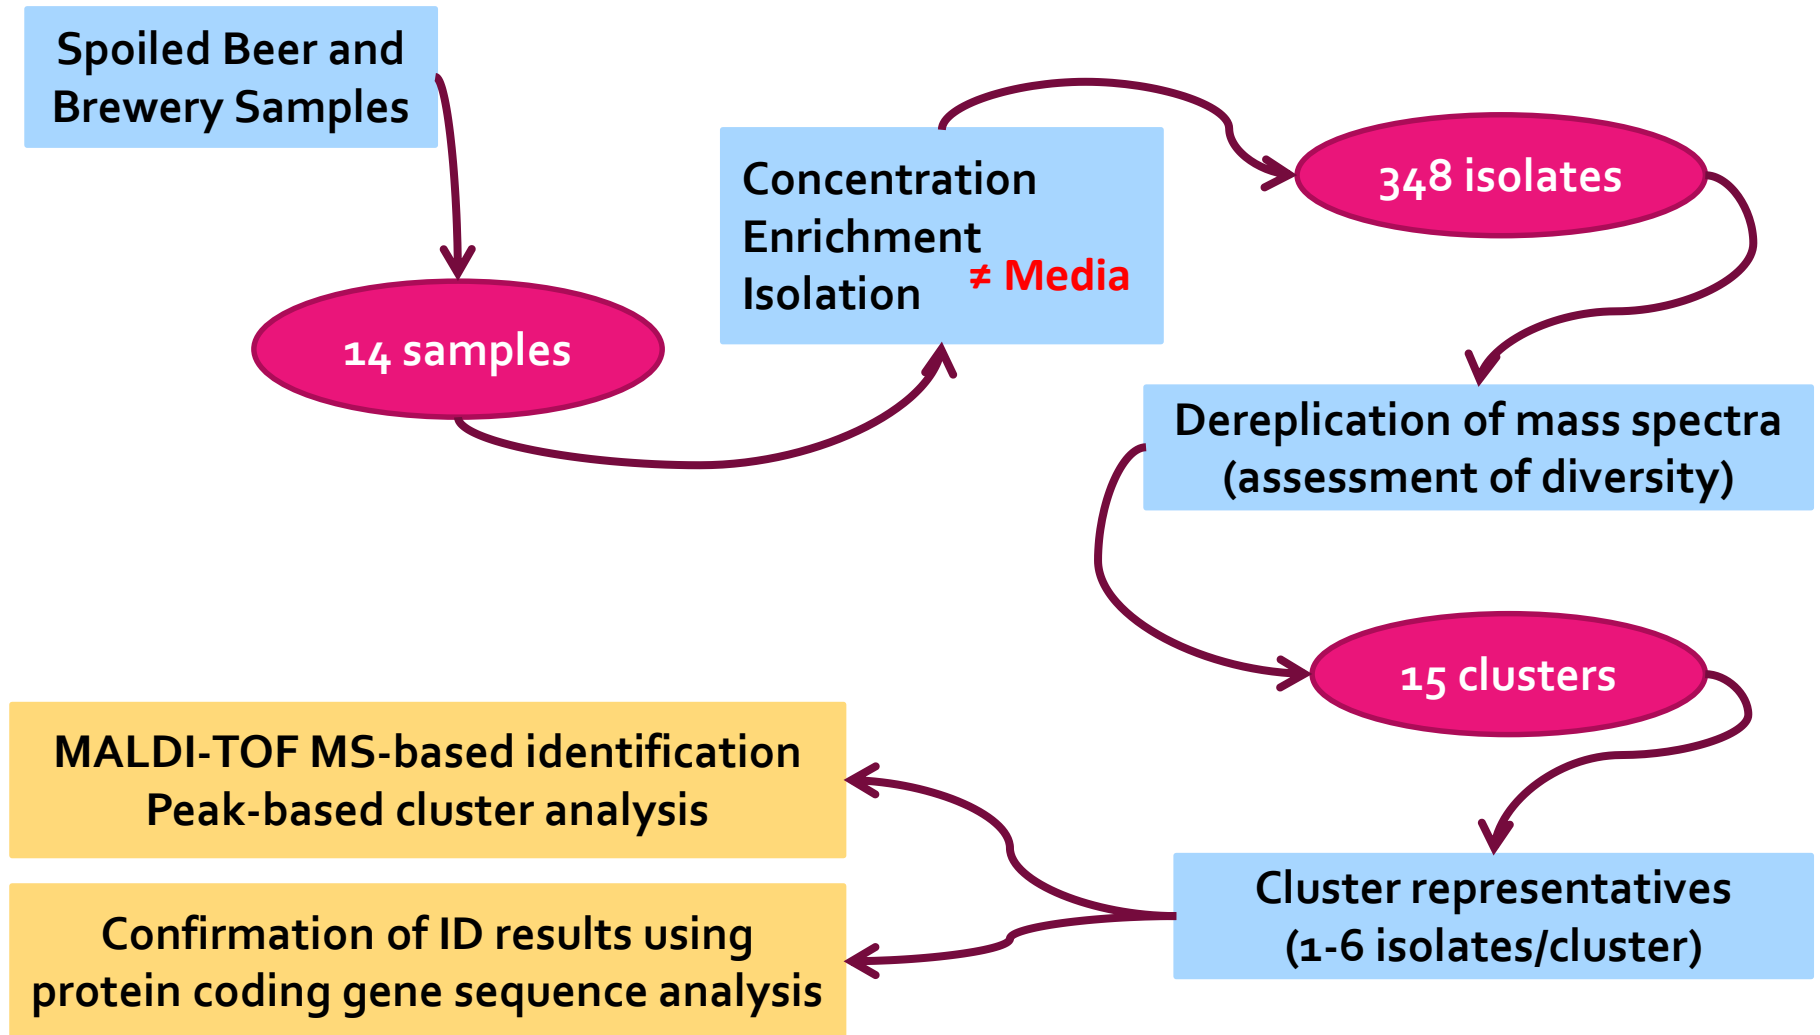 Spoiled Beer and
Brewery Samples
14 samples
Concentration
Enrichment
Isolation
≠ Media
348 isolates
Dereplication of mass spectra
(assessment of diversity)
15 clusters
Cluster representatives
(1-6 isolates/cluster)
MALDI-TOF MS-based identification
Peak-based cluster analysis
Confirmation of ID results using
protein coding gene sequence analysis